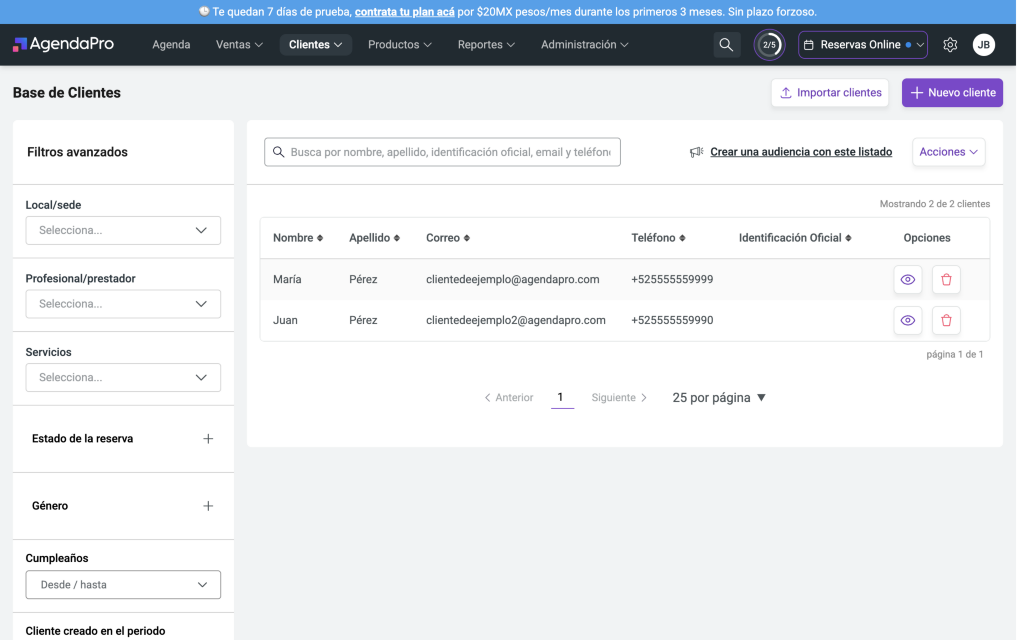 Te quedan 7 días de prueba, contrata tu plan acá por $20MX pesos/mes durante los primeros 3 meses. Sin plazo forzoso.
AgendaPro Agenda Ventas Clientes Productos Reportes Administración 2/5 Reservas Online JB
Base de Clientes Importar clientes Nuevo cliente
Filtros avanzados
Local/sede
Selecciona...
Profesional/prestador
Selecciona...
Servicios
Selecciona...
Estado de la reserva
Género
Cumpleaños
Desde / hasta
Cliente creado en el periodo
Busca por nombre, apellido, identificación oficial, email y teléfono Crear una audiencia con este listado Acciones
Mostrando 2 de 2 clientes
Nombre Apellido Correo Teléfono Identificación Oficial Opciones
María Pérez clientedeejemplo@agendapro.com +525555559999
Juan Pérez clientedeejemplo2@agendapro.com +525555559990
página 1 de 1
Anterior 1 Siguiente 25 por página